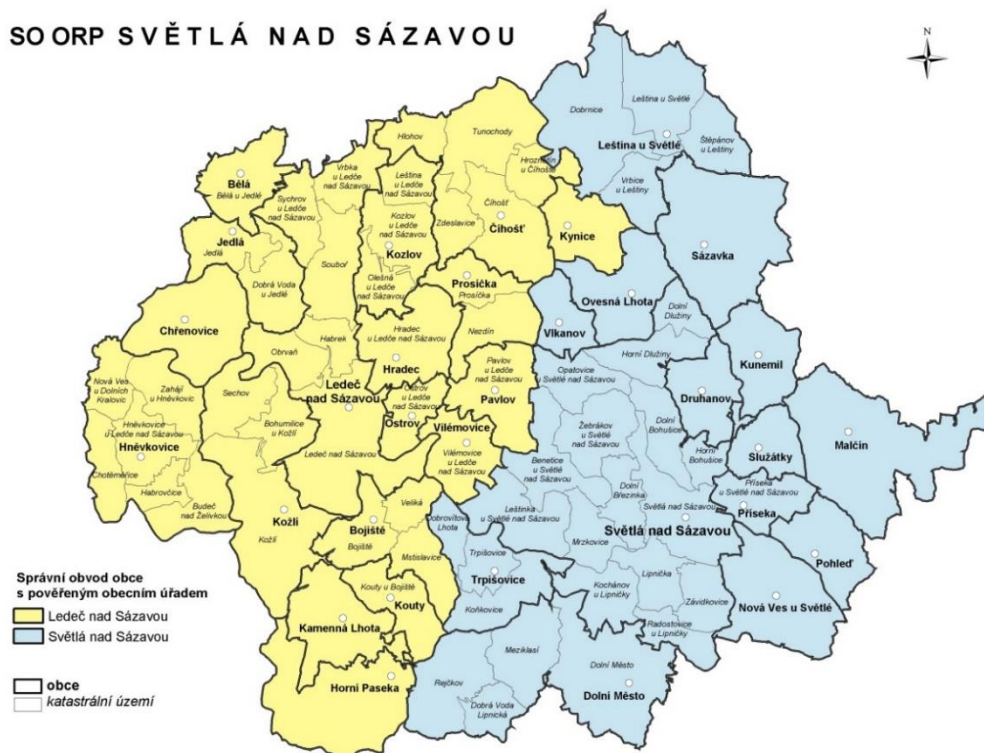 SO ORP SVĚTLÁ NAD SÁZAVOU
N
Dobrnice
Leština u Světlé
Leština u Světlé
Štěpánov
u Leštiny
Vrbice
u Leštiny
Hlohov
Tunochody
Hroznětín
u Číhoště
Bělá
Bělá u Jedlé
Sychrov
u Ledče
nad Sázavou
Vrbka
u Ledče
nad Sázavou
Leština
u Ledče
nad Sázavou
Číhošť
Číhošť
Zdeslavice
Kozlov
u Ledče
nad Sázavou
Kozlov
Kynice
Sázavka
Jedlá
Jedlá
Dobrá Voda
u Jedlé
Souboř
Olešná
u Ledče
nad Sázavou
Prosíčka
Prosíčka
Ovesná Lhota
Dolní
Dlužiny
Chřenovice
Obrvaň
Habrek
Hradec
u Ledče nad Sázavou
Hradec
Nezdín
Vlkanov
Horní Dlužiny
Opatovice
u Světlé nad Sázavou
Kunemil
Druhanov
Nová Ves
u Dolních
Kralovic
Zahájí
u Hněvkovic
Sechov
Ledeč
nad Sázavou
Ostrov
u Ledče
nad Sázavou
Ostrov
Pavlov
u Ledče
nad Sázavou
Pavlov
Hněvkovice
u Ledče nad Sázavou
Hněvkovice
Bohumilice
u Kožlí
Ledeč nad Sázavou
Vilémovice
Vilémovice
u Ledče
nad Sázavou
Žebrákov
u Světlé
nad Sázavou
Dolní
Bohušice
Horní
Bohušice
Služátky
Malčín
Chotěměřice
Habrovčice
Budeč
nad Želivkou
Benetice
u Světlé
nad Sázavou
Dolní
Březinka
Příseka
u Světlé nad Sázavou
Příseka
Kožlí
Kožlí
Veliká
Bojiště
Bojiště
Mstislavice
Dobrovítova
Lhota
Leštinka
u Světlé nad Sázavou
Světlá nad Sázavou
Světlá nad Sázavou
Mrzkovice
Trpišovice
Trpišovice
Koňkovice
Lipnička
Kochánov
u Lipničky
Závidkovice
Radostovice
u Lipničky
Pohleď
Nová Ves u Světlé
Kouty u Bojiště
Kouty
Kamenná Lhota
Horní Paseka
Meziklasí
Rejčkov
Dobrá Voda
Lipnická
Dolní Město
Dolní Město
Správní obvod obce
s pověřeným obecním úřadem
Ledeč nad Sázavou
Světlá nad Sázavou
obce
katastrální území